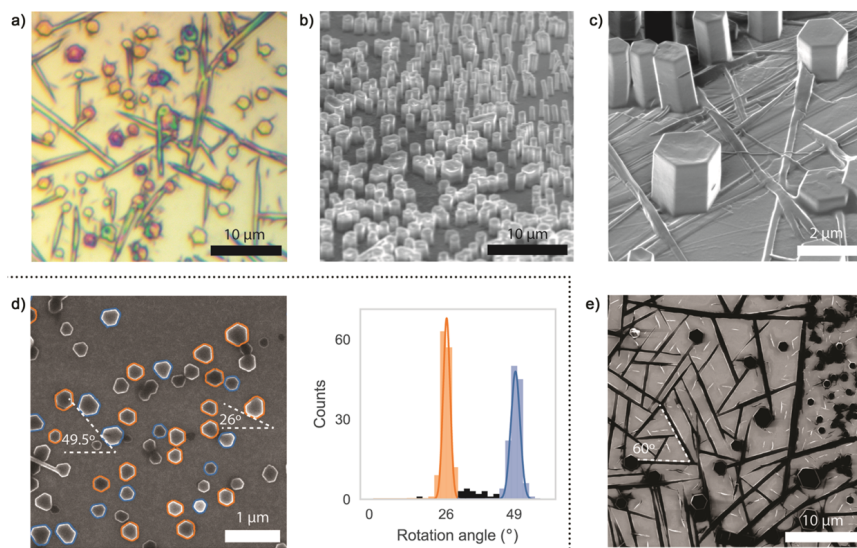 a)
10 µm
b)
10 µm
c)
2 µm
d)
49.5°
26°
1 µm
Counts
60
30
0
0
26
49
Rotation angle (°)
e)
60°
10 µm